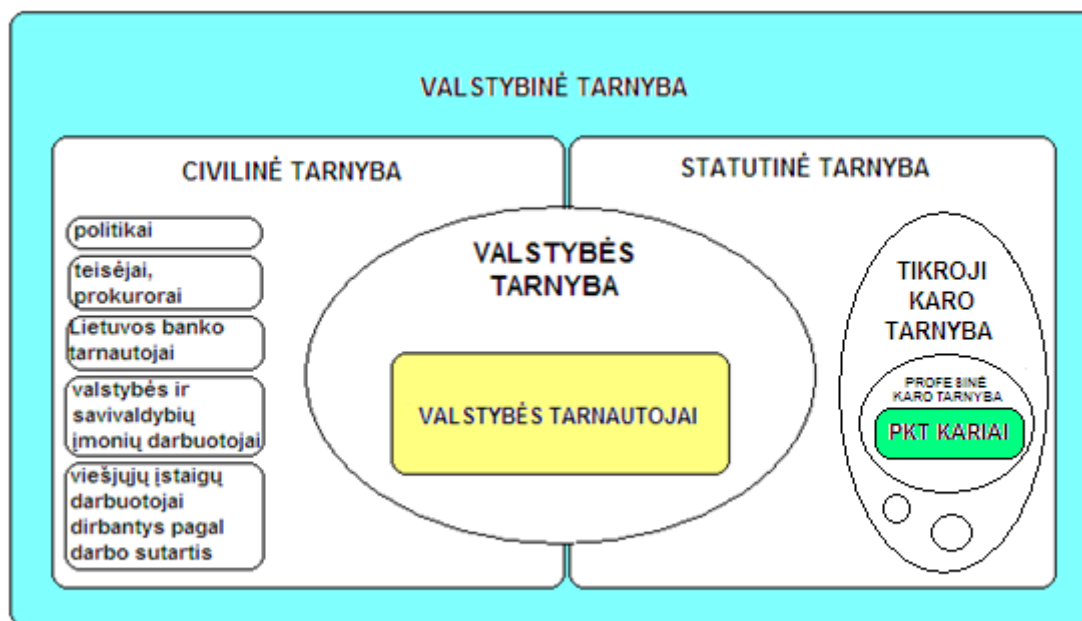 VALSTYBINĖ TARNYBA
CIVILINĖ TARNYBA
politikai
teisėjai,
prokurorai
Lietuvos banko
tarnautojai
valstybės ir
savivaldybių
įmonių darbuotojai
viešjųjų įstaigų
darbuotojai
dirbantys pagal
darbo sutartis
VALSTYBĖS
TARNYBA
VALSTYBĖS TARNAUTOJAI
STATUTINĖ TARNYBA
TIKROJI
KARO
TARNYBA
PROFESINĖ
KARO TARNYBA
PKT KARIAI